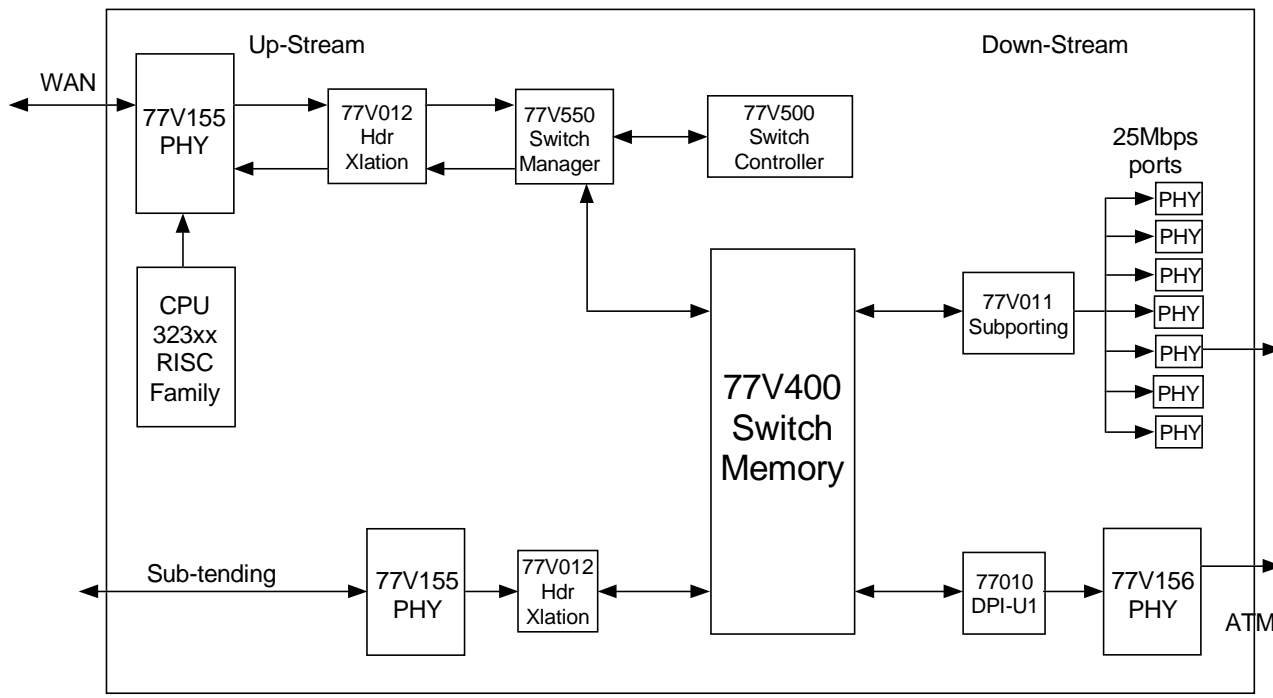 Up-Stream
Down-Stream
WAN
77V155
PHY
77V012
Hdr
Xlation
77V550
Switch
Manager
77V500
Switch
Controller
25Mbps
ports
PHY
PHY
PHY
PHY
PHY
PHY
PHY
CPU
323xx
RISC
Family
77V400
Switch
Memory
77V011
Subporting
Sub-tending
77V155
PHY
77V012
Hdr
Xlation
77010
DPI-U1
77V156
PHY
ATM